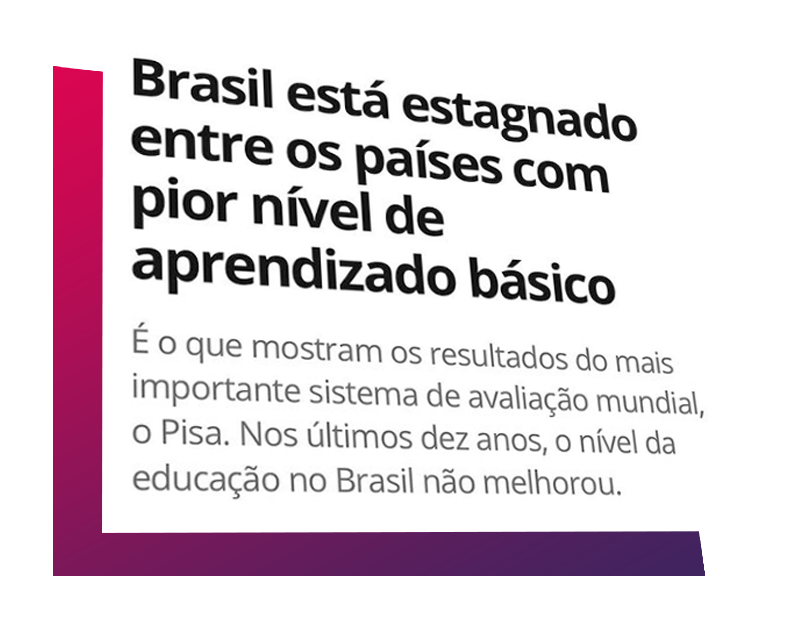 Brasil está estagnado
entre os países com
pior nível de
aprendizado básico
É o que mostram os resultados do mais
importante sistema de avaliação mundial,
o Pisa. Nos últimos dez anos, o nível da
educação no Brasil não melhorou.